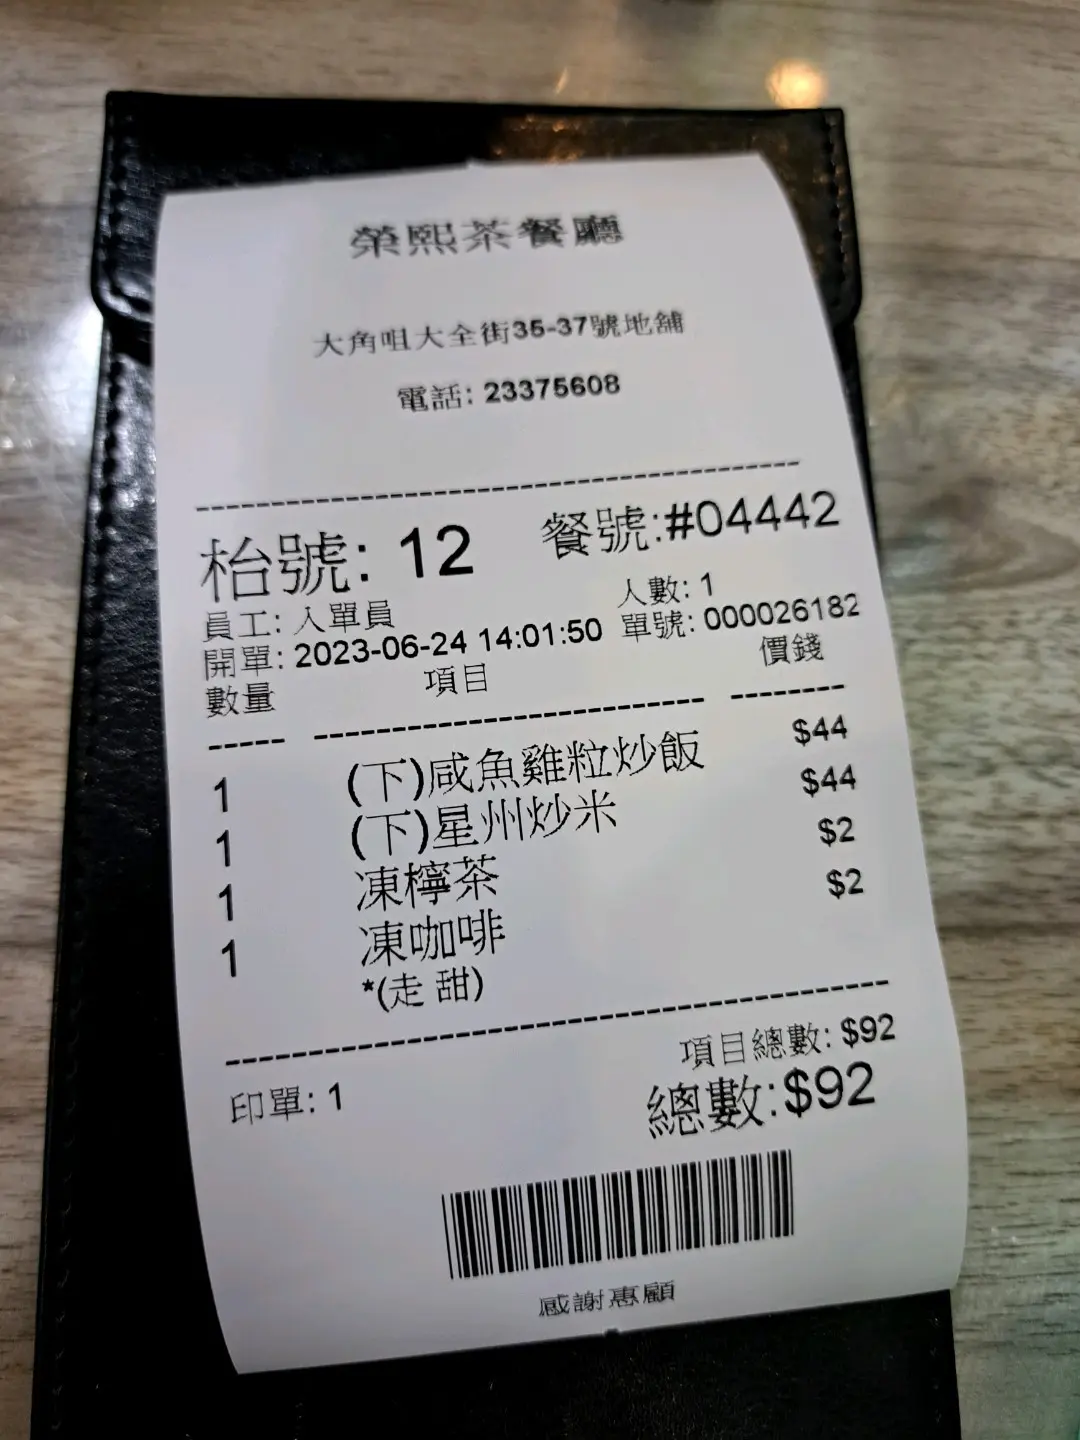 榮熙茶餐廳
大角咀大全街35-37號地舖
電話: 23375608
枱號: 12 餐號:#04442
員工: 入單員 人數: 1
開單: 2023-06-24 14:01:50 單號: 000026182
數量 項目 價錢
1 (下)咸魚雞粒炒飯 $44
1 (下)星州炒米 $44
1 凍檸茶 $2
1 凍咖啡 $2
*(走 甜)
項目總數: $92
印單: 1 總數:$92
感謝惠顧